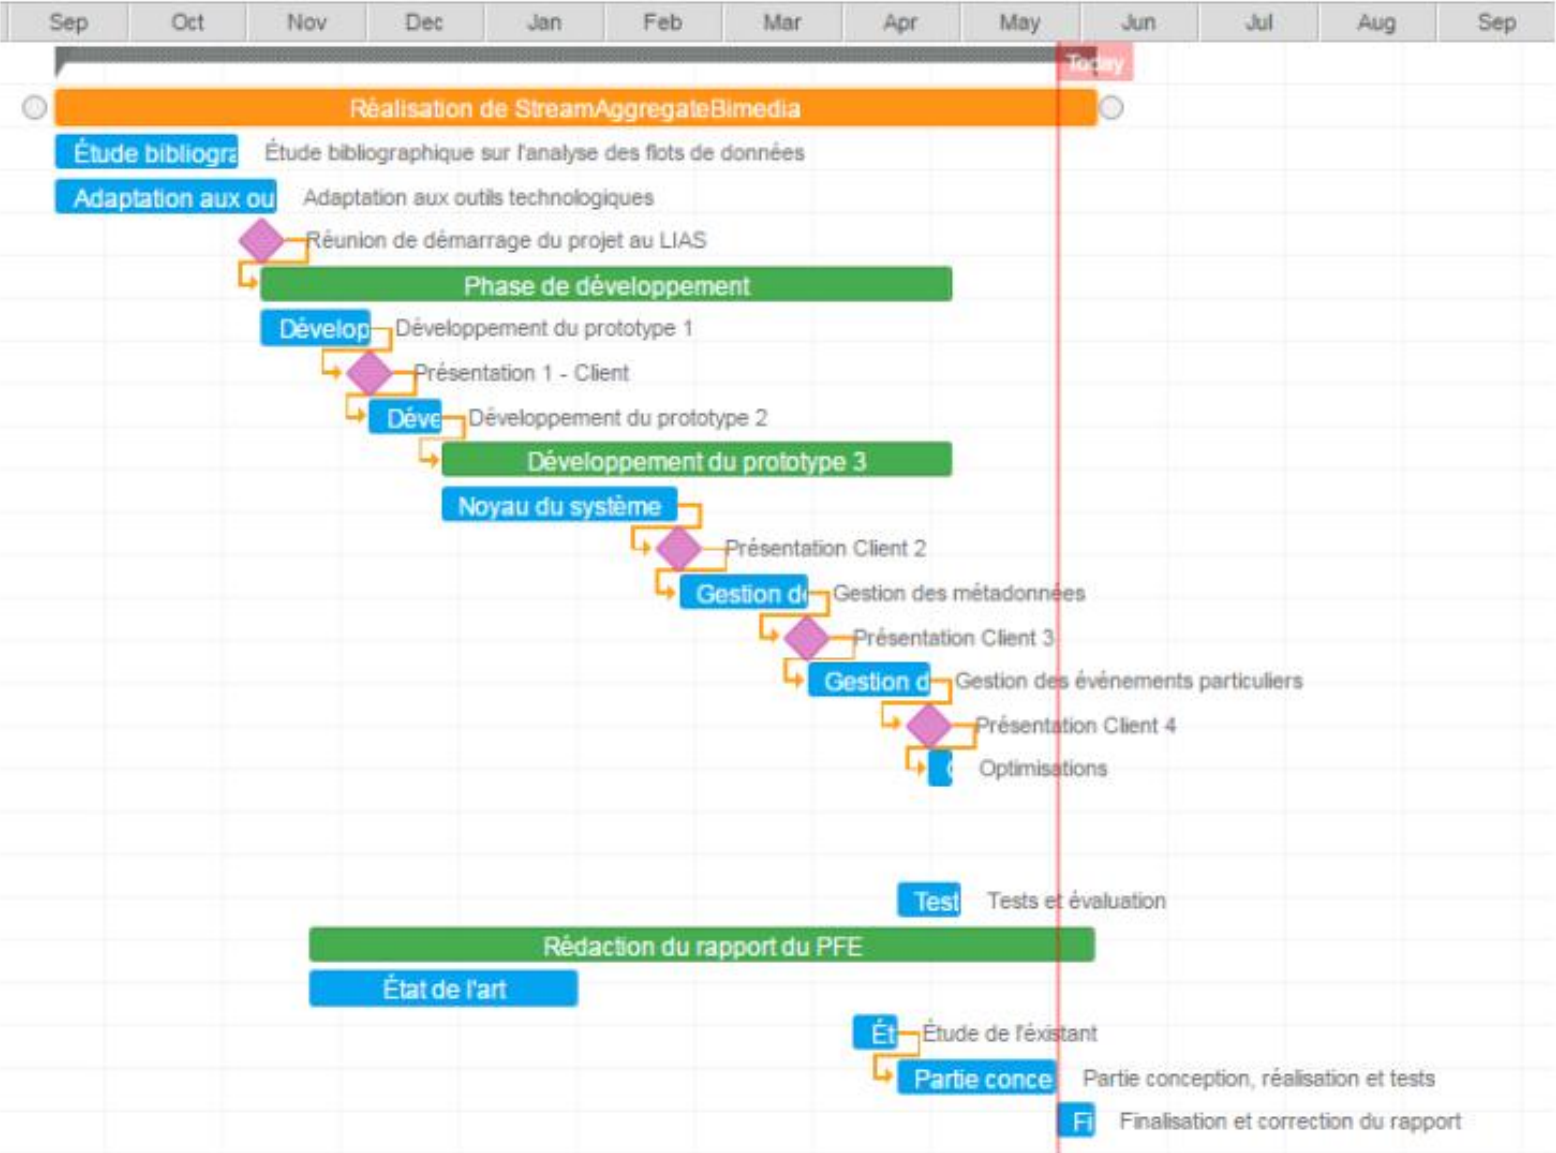 Sep Oct Nov Dec Jan Feb Mar Apr May Jun Jul Aug Sep
Today
Réalisation de StreamAggregateBimedia
Étude bibliogra Étude bibliographique sur l'analyse des flots de données
Adaptation aux ou Adaptation aux outils technologiques
Réunion de démarrage du projet au LIAS
Phase de développement
Dévelop Développement du prototype 1
Présentation 1 - Client
Déve Développement du prototype 2
Développement du prototype 3
Noyau du système
Présentation Client 2
Gestion de Gestion des métadonnées
Présentation Client 3
Gestion d Gestion des événements particuliers
Présentation Client 4
Optimisations
Test Tests et évaluation
Rédaction du rapport du PFE
État de l'art
Ét Étude de l'éxistant
Partie conce Partie conception, réalisation et tests
Fi Finalisation et correction du rapport